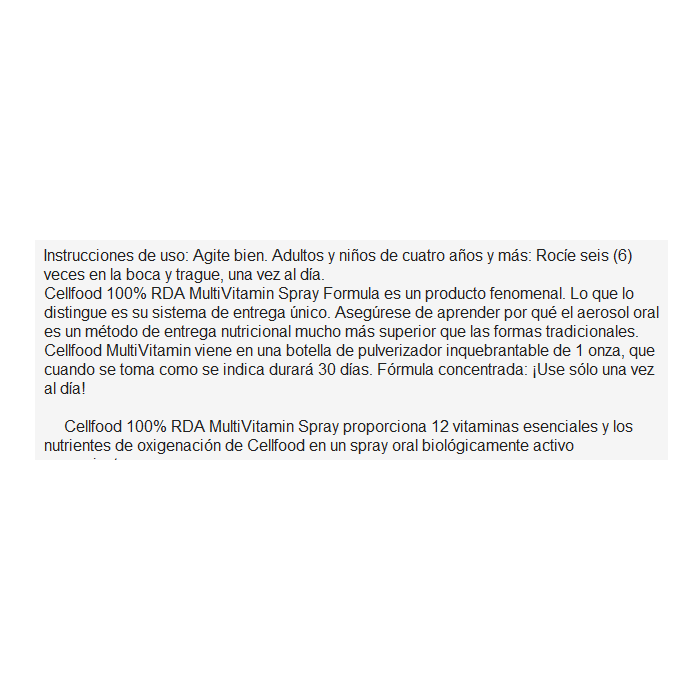 Instrucciones de uso: Agite bien. Adultos y niños de cuatro años y más: Rocíe seis (6)
veces en la boca y trague, una vez al día.
Cellfood 100% RDA MultiVitamin Spray Formula es un producto fenomenal. Lo que lo
distingue es su sistema de entrega único. Asegúrese de aprender por qué el aerosol oral
es un método de entrega nutricional mucho más superior que las formas tradicionales.
Cellfood MultiVitamin viene en una botella de pulverizador inquebrantable de 1 onza, que
cuando se toma como se indica durará 30 días. Fórmula concentrada: ¡Use sólo una vez
al día!
Cellfood 100% RDA MultiVitamin Spray proporciona 12 vitaminas esenciales y los
nutrientes de oxigenación de Cellfood en un spray oral biológicamente activo